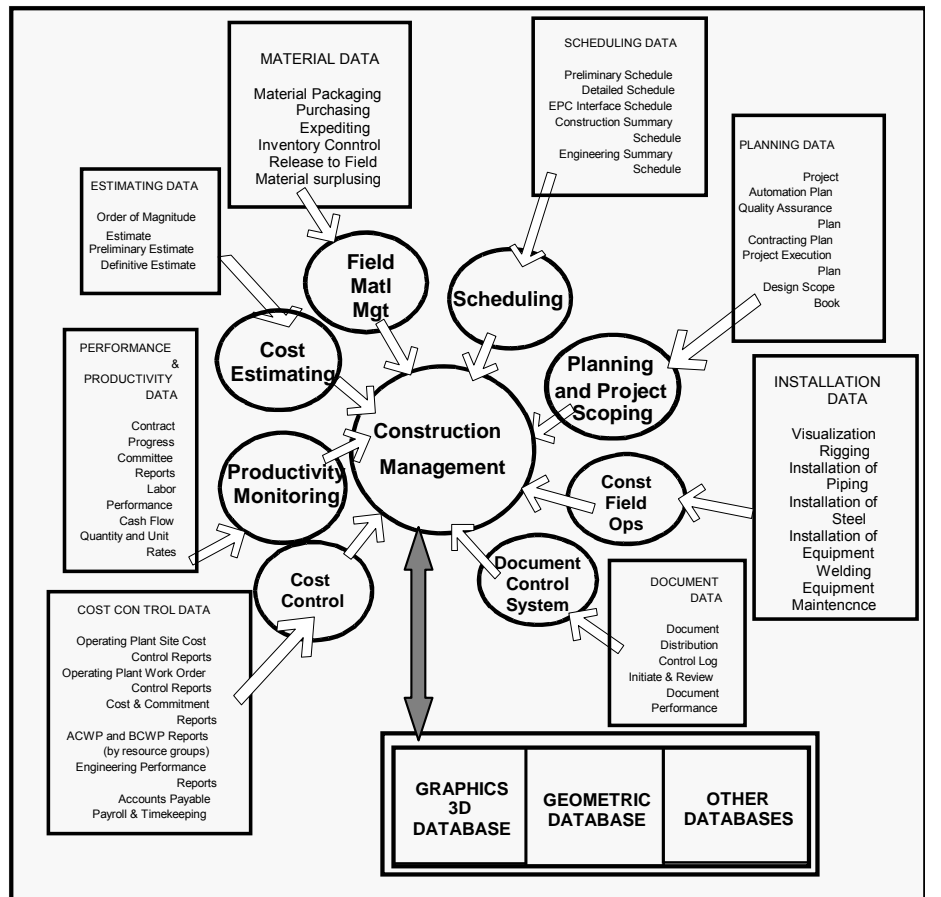 MATERIAL DATA
Material Packaging
Purchasing
Expediting
Inventory Conntrol
Release to Field
Material surplusing
SCHEDULING DATA
Preliminary Schedule
Detailed Schedule
EPC Interface Schedule
Construction Summary
Schedule
Engineering Summary
Schedule
PLANNING DATA
Project
Automation Plan
Quality Assurance
Plan
Contracting Plan
Project Execution
Plan
Design Scope
Book
ESTIMATING DATA
Order of Magnitude
Estimate
Preliminary Estimate
Definitive Estimate
Field
Matl
Mgt
Scheduling
Cost
Estimating
Planning
and Project
Scoping
PERFORMANCE
&
PRODUCTIVITY
DATA
Contract
Progress
Committee
Reports
Labor
Performance
Cash Flow
Quantity and Unit
Rates
Productivity
Monitoring
Construction
Management
Const
Field
Ops
INSTALLATION
DATA
Visualization
Rigging
Installation of
Piping
Installation of
Steel
Installation of
Equipment
Welding
Equipment
Maintencnce
Cost
Control
Document
Control
System
DOCUMENT
DATA
Document
Distribution
Control Log
Initiate & Review
Document
Performance
COST CON TROL DATA
Operating Plant Site Cost
Control Reports
Operating Plant Work Order
Control Reports
Cost & Commitment
Reports
ACWP and BCWP Reports
(by resource groups)
Engineering Performance
Reports
Accounts Payable
Payroll & Timekeeping
GRAPHICS
3D
DATABASE
GEOMETRIC
DATABASE
OTHER
DATABASES